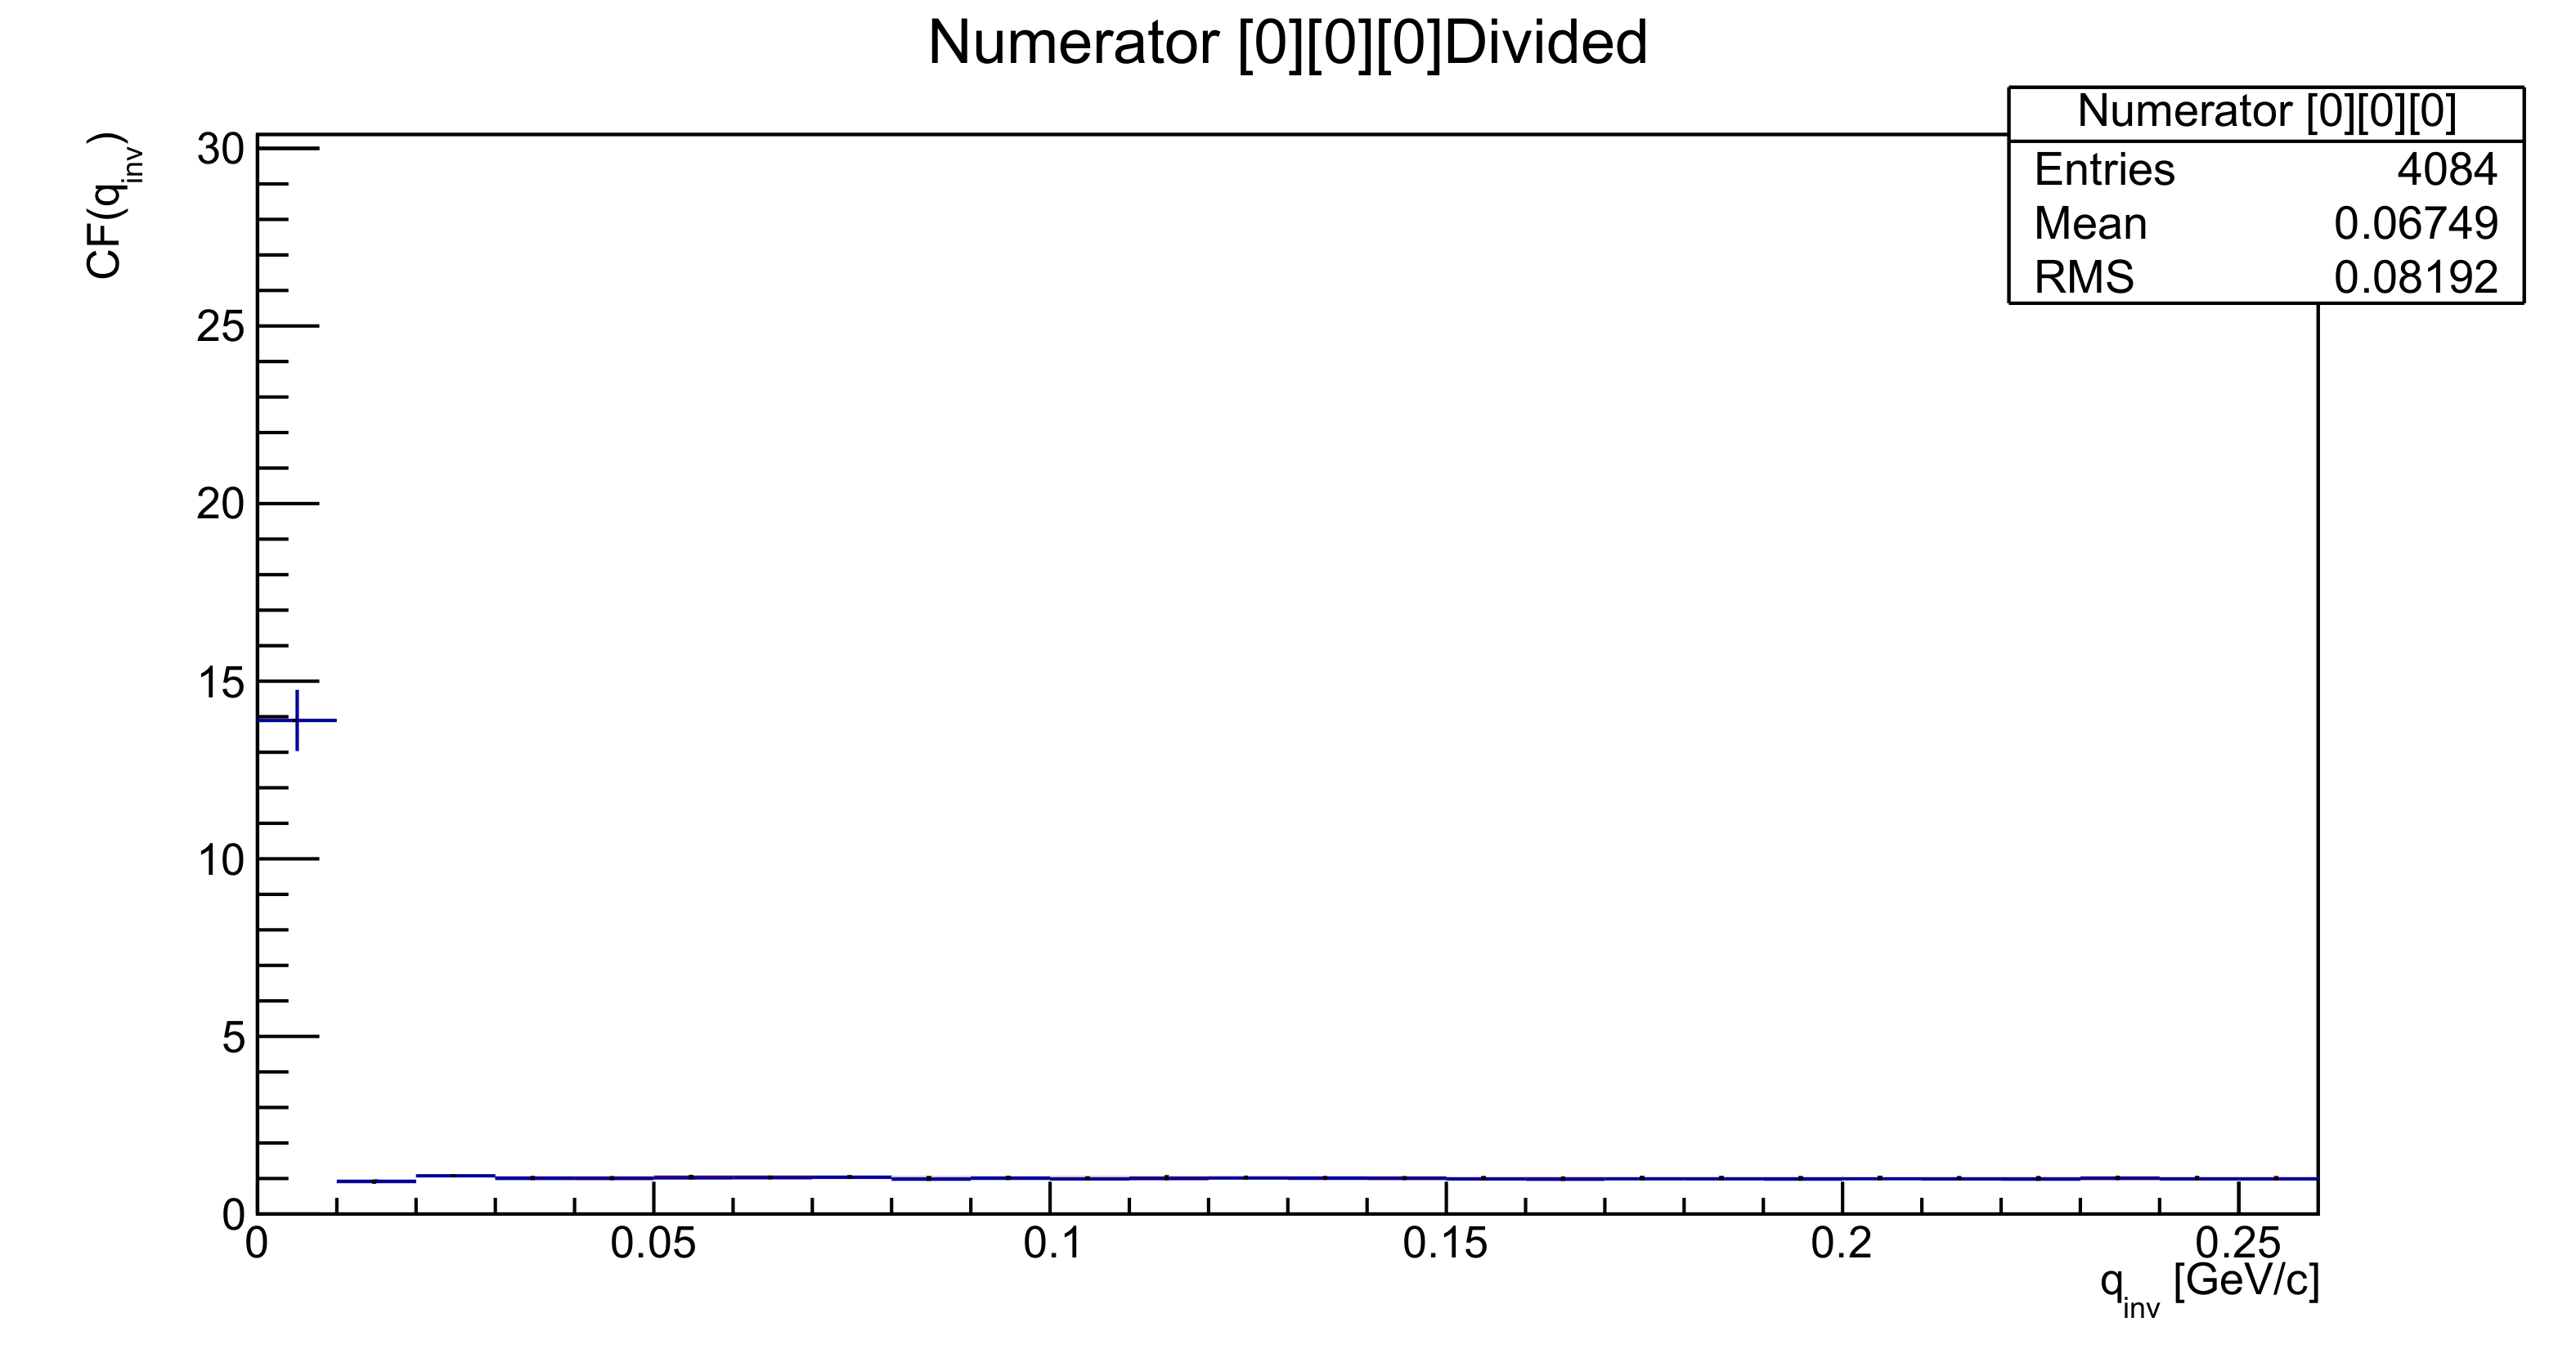 Numerator [0][0][0]Divided
Numerator [0][0][0]
Entries 4084
Mean 0.06749
RMS 0.08192
CF(q_inv)
30
25
20
15
10
5
0
0 0.05 0.1 0.15 0.2 0.25
q_inv [GeV/c]